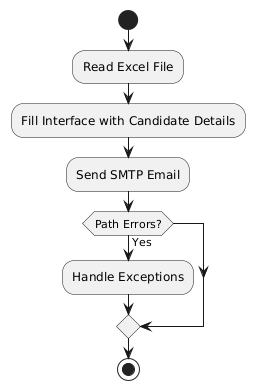 Read Excel File
Fill Interface with Candidate Details
Send SMTP Email
Path Errors?
Yes
Handle Exceptions